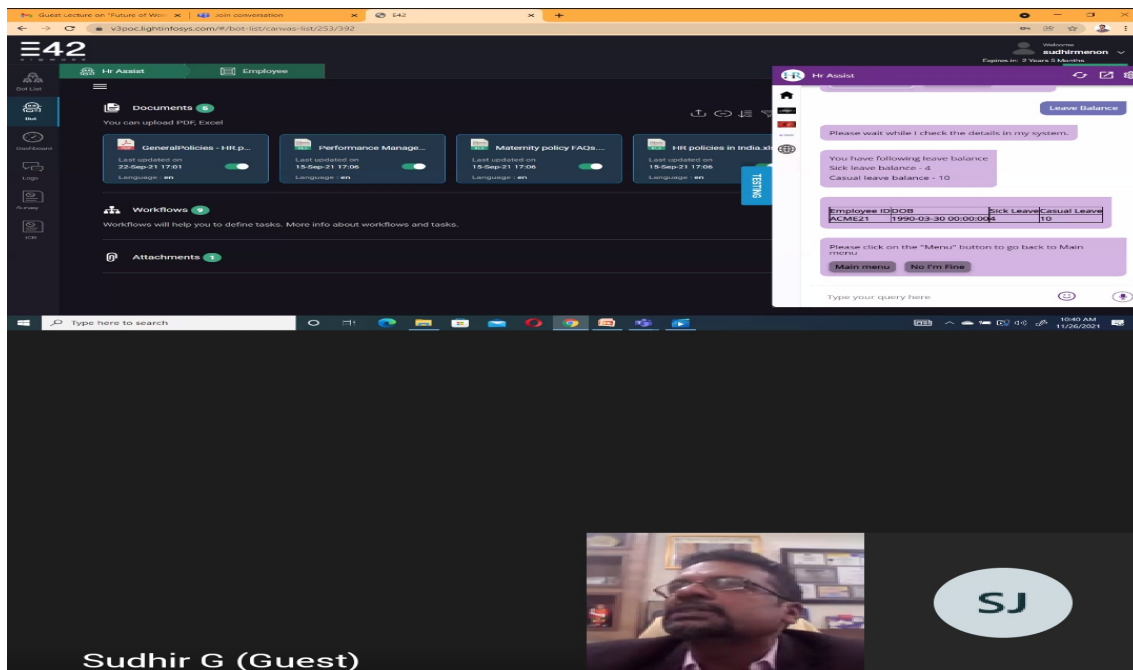 Guest Lecture on "Future of Wor
Join conversation
E42
v3poc.lightinfosys.com/#/bot-list/canvas-list/253/392
E42
Welcome
sudhirmenon
Expires in: 2 Years 5 Months
Hr Assist
Employee
Bot List
Bot
Dashboard
Logs
Survey
Documents 5
You can upload PDF, Excel
GeneralPolicies - HR.p...
Last updated on
22-Sep-21 17:01
Language : en
Performance Manage...
Last updated on
15-Sep-21 17:06
Language : en
Maternity policy FAQs....
Last updated on
15-Sep-21 17:06
Language : en
HR policies in India.xl
Last updated on
15-Sep-21 17:06
Language : en
Workflows 9
Workflows will help you to define tasks. More info about workflows and tasks.
Attachments 1
TESTING
HR Hr Assist
Leave Balance
Please wait while I check the details in my system.
You have following leave balance
Sick leave balance - 4
Casual leave balance - 10
Employee ID DOB Sick Leave Casual Leave
ACME21 1990-03-30 00:00:00 4 10
Please click on the "Menu" button to go back to Main
menu
Main menu No I'm Fine
Type your query here
Type here to search
10:40 AM
11/26/2021
SJ
Sudhir G (Guest)